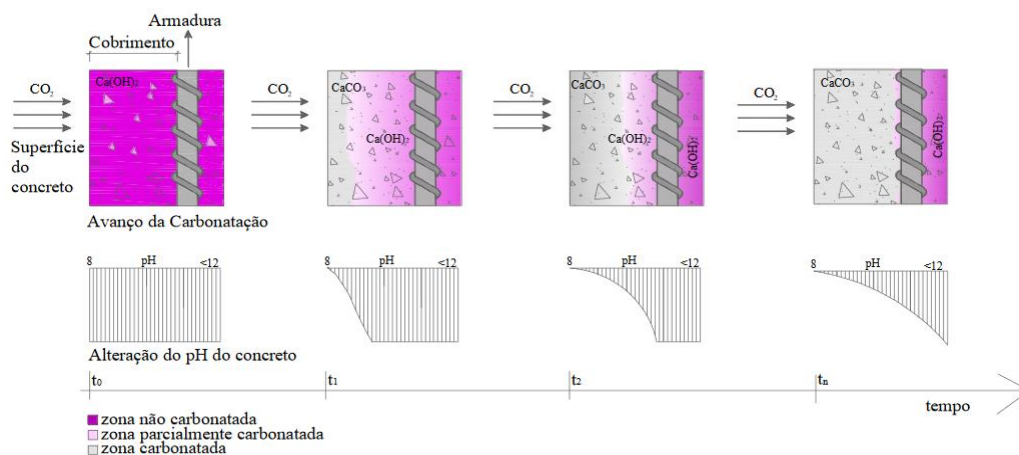 Armadura
Cobrimento
CO₂
Ca(OH)₂
Superfície
do
concreto
CO₂
CaCO₃
Ca(OH)₂
CO₂
CaCO₃
Ca(OH)₂
Ca(OH)₂
CO₂
CaCO₃
Ca(OH)₂
Avanço da Carbonatação
8 pH <12
8 pH <12
8 pH <12
8 pH <12
Alteração do pH do concreto
t₀ t₁ t₂ tₙ
tempo
zona não carbonatada
zona parcialmente carbonatada
zona carbonatada